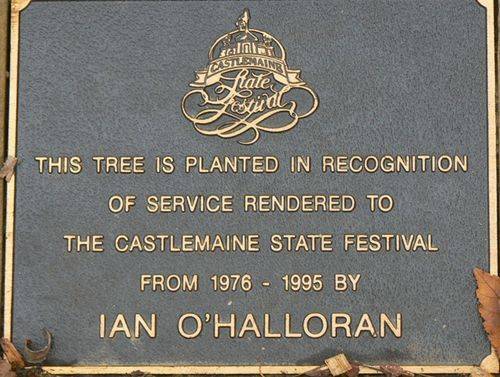 CASTLEMAINE
State
Festival
THIS TREE IS PLANTED IN RECOGNITION
OF SERVICE RENDERED TO
THE CASTLEMAINE STATE FESTIVAL
FROM 1976 - 1995 BY
IAN O'HALLORAN